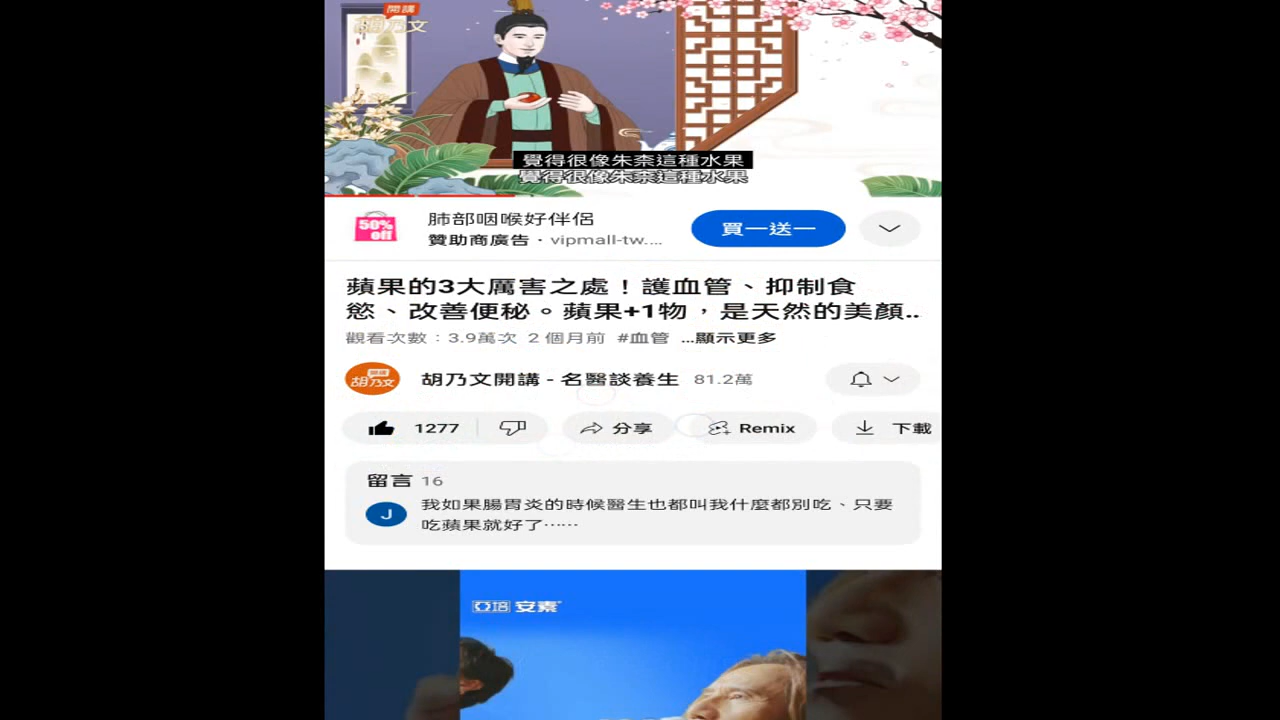 開講
胡乃文
覺得很像朱柰這種水果
覺得很像朱柰這種水果
50%
off
肺部咽喉好伴侣
贊助商廣告・vipmall-tw....
買一送一
蘋果的3大厲害之處！護血管、抑制食
慾、改善便秘。蘋果+1物，是天然的美顏..
觀看次數：3.9萬次 2 個月前 #血管 ...顯示更多
開講
胡乃文
胡乃文開講 - 名醫談養生 81.2萬
1277
分享
Remix
下載
留言 16
J
我如果腸胃炎的時候醫生也都叫我什麼都別吃、只要
吃蘋果就好了⋯⋯
亞培 安素